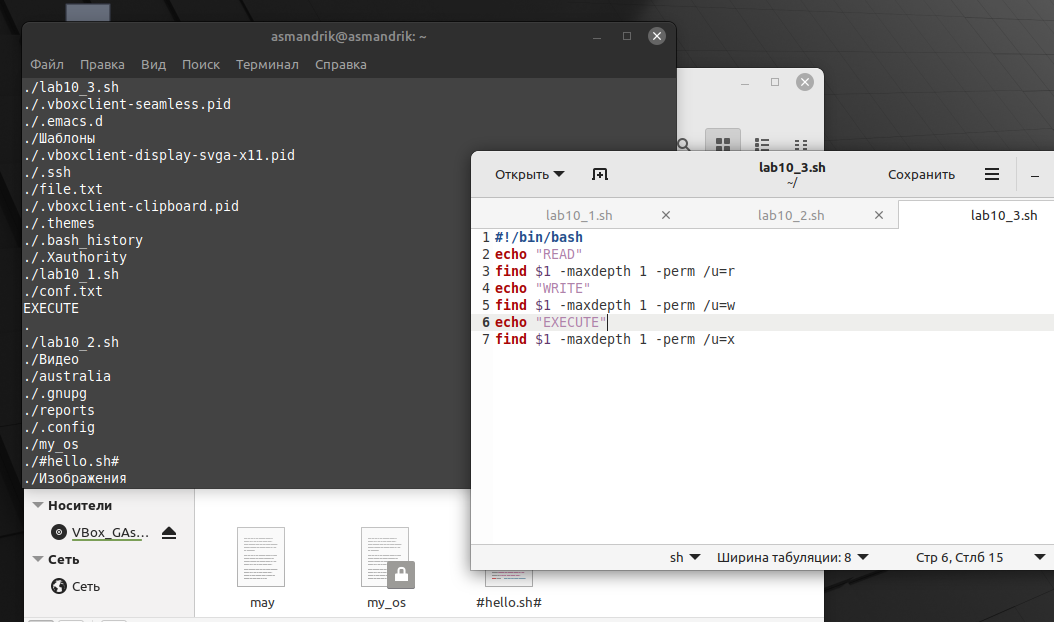 asmandrik@asmandrik: ~
Файл Правка Вид Поиск Терминал Справка
./lab10_3.sh
./.vboxclient-seamless.pid
./.emacs.d
./Шаблоны
./.vboxclient-display-svga-x11.pid
./.ssh
./file.txt
./.vboxclient-clipboard.pid
./.themes
./.bash_history
./.Xauthority
./lab10_1.sh
./conf.txt
EXECUTE
.
./lab10_2.sh
./Видео
./australia
./.gnupg
./reports
./.config
./my_os
./#hello.sh#
./Изображения
Открыть
lab10_3.sh
~/
Сохранить
lab10_1.sh
lab10_2.sh
lab10_3.sh
1 #!/bin/bash
2 echo "READ"
3 find $1 -maxdepth 1 -perm /u=r
4 echo "WRITE"
5 find $1 -maxdepth 1 -perm /u=w
6 echo "EXECUTE"
7 find $1 -maxdepth 1 -perm /u=x
sh
Ширина табуляции: 8
Стр 6, Стлб 15
Носители
VBox_GAs…
Сеть
Сеть
may
my_os
#hello.sh#